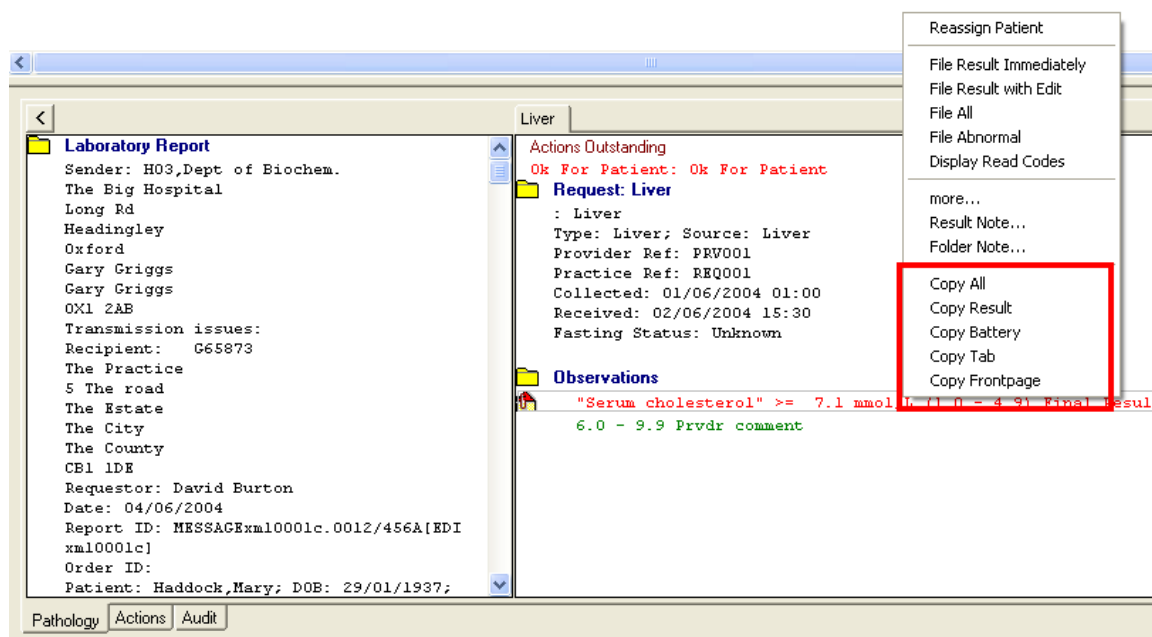 Reassign Patient
File Result Immediately
File Result with Edit
File All
File Abnormal
Display Read Codes
more...
Result Note...
Folder Note...
Copy All
Copy Result
Copy Battery
Copy Tab
Copy Frontpage
<
Laboratory Report
Sender: H03,Dept of Biochem.
The Big Hospital
Long Rd
Headingley
Oxford
Gary Griggs
Gary Griggs
OX1 2AB
Transmission issues:
Recipient: G65873
The Practice
5 The road
The Estate
The City
The County
CB1 1DE
Requestor: David Burton
Date: 04/06/2004
Report ID: MESSAGExml0001c.0012/456A[EDI
xml0001c]
Order ID:
Patient: Haddock,Mary; DOB: 29/01/1937;
Liver
Actions Outstanding
Ok For Patient: Ok For Patient
Request: Liver
: Liver
Type: Liver; Source: Liver
Provider Ref: PRV001
Practice Ref: REQ001
Collected: 01/06/2004 01:00
Received: 02/06/2004 15:30
Fasting Status: Unknown
Observations
"Serum cholesterol" >= 7.1 mmol/L (1.0 - 4.9) Final Resul
6.0 - 9.9 Prvdr comment
Pathology Actions Audit